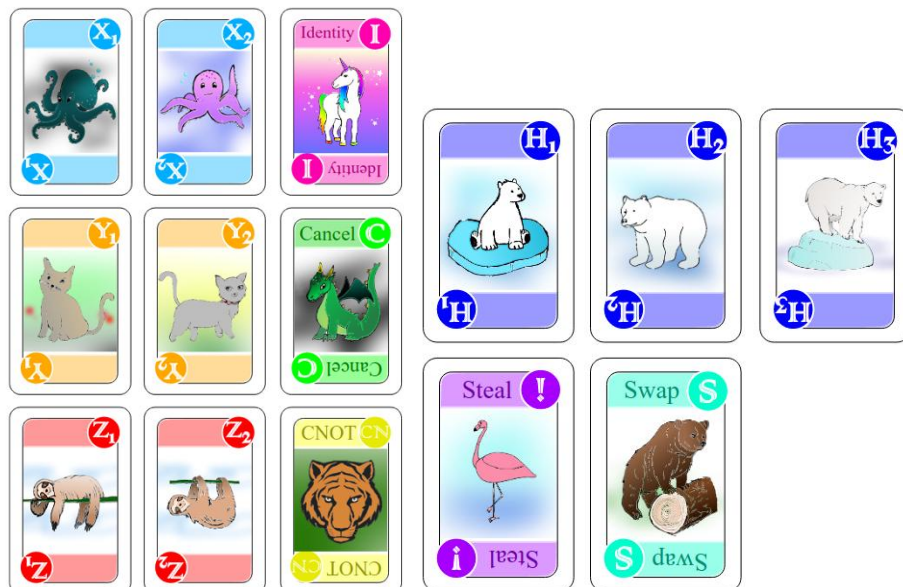 X1
X1
X2
X2
Identity I
I Identity
Y1
Y1
Y2
Y2
Cancel C
C Cancel
Z1
Z1
Z2
Z2
CNOT CN
CN CNOT
H1
H1
H2
H2
H3
H3
Steal !
! Steal
Swap S
S Swap